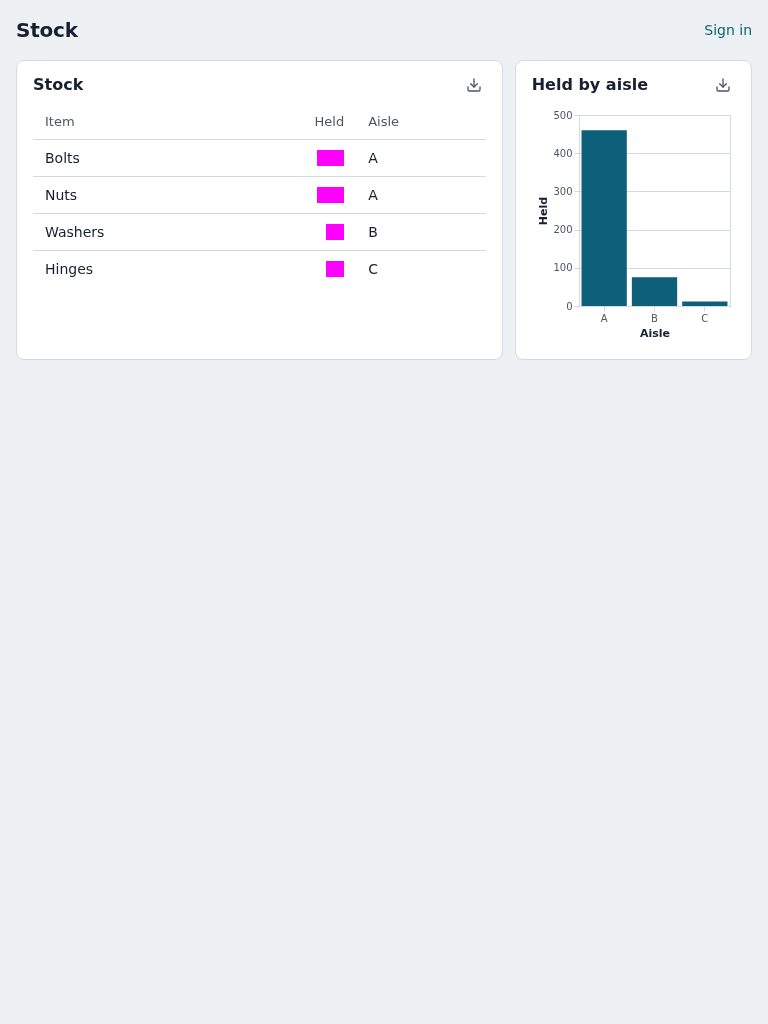 Stock
Sign in
Stock
Item Held Aisle
Bolts A
Nuts A
Washers B
Hinges C
Held by aisle
500
400
300
200
100
0
Held
A B C
Aisle